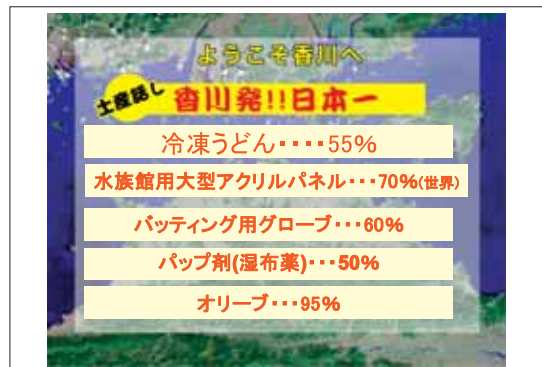 ようこそ香川へ
土産話し
香川発!!日本一
冷凍うどん・・・・55%
水族館用大型アクリルパネル・・・70%(世界)
バッティング用グローブ・・・60%
パップ剤(湿布薬)・・・50%
オリーブ・・・95%